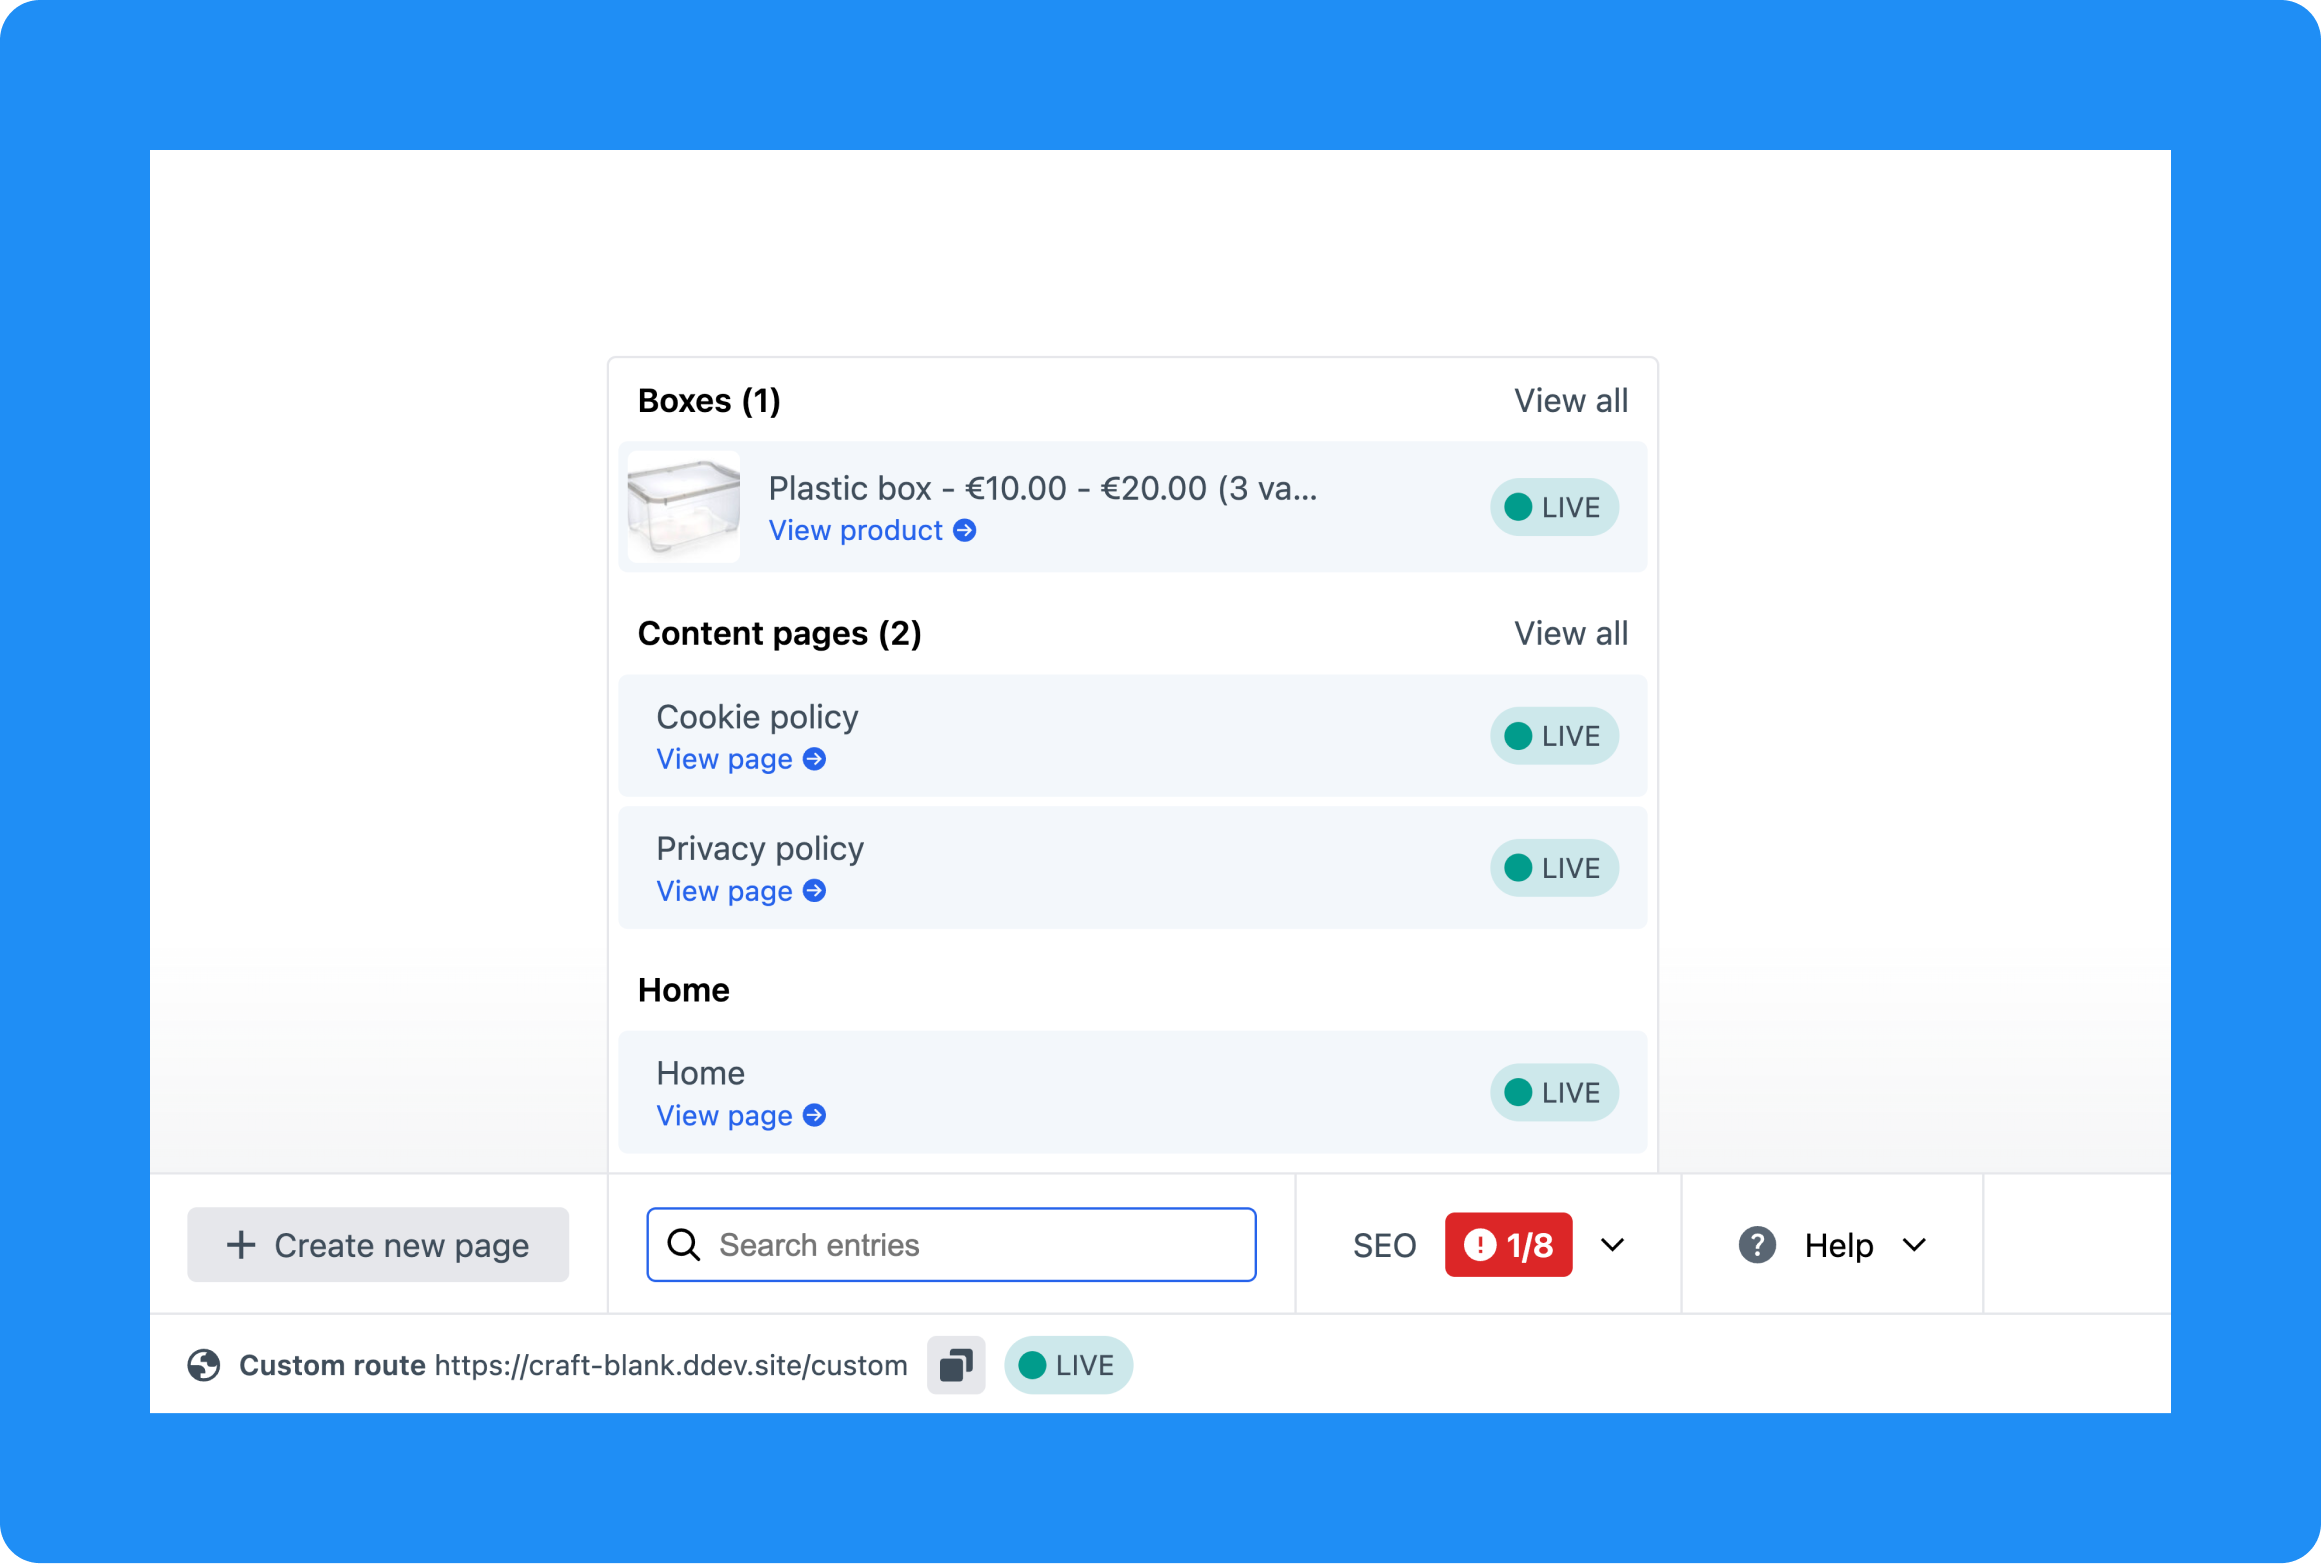 Boxes (1)
View all
Plastic box - €10.00 - €20.00 (3 va...
View product
LIVE
Content pages (2)
View all
Cookie policy
View page
LIVE
Privacy policy
View page
LIVE
Home
Home
View page
LIVE
Create new page
Search entries
SEO
1/8
Help
Custom route https://craft-blank.ddev.site/custom
LIVE